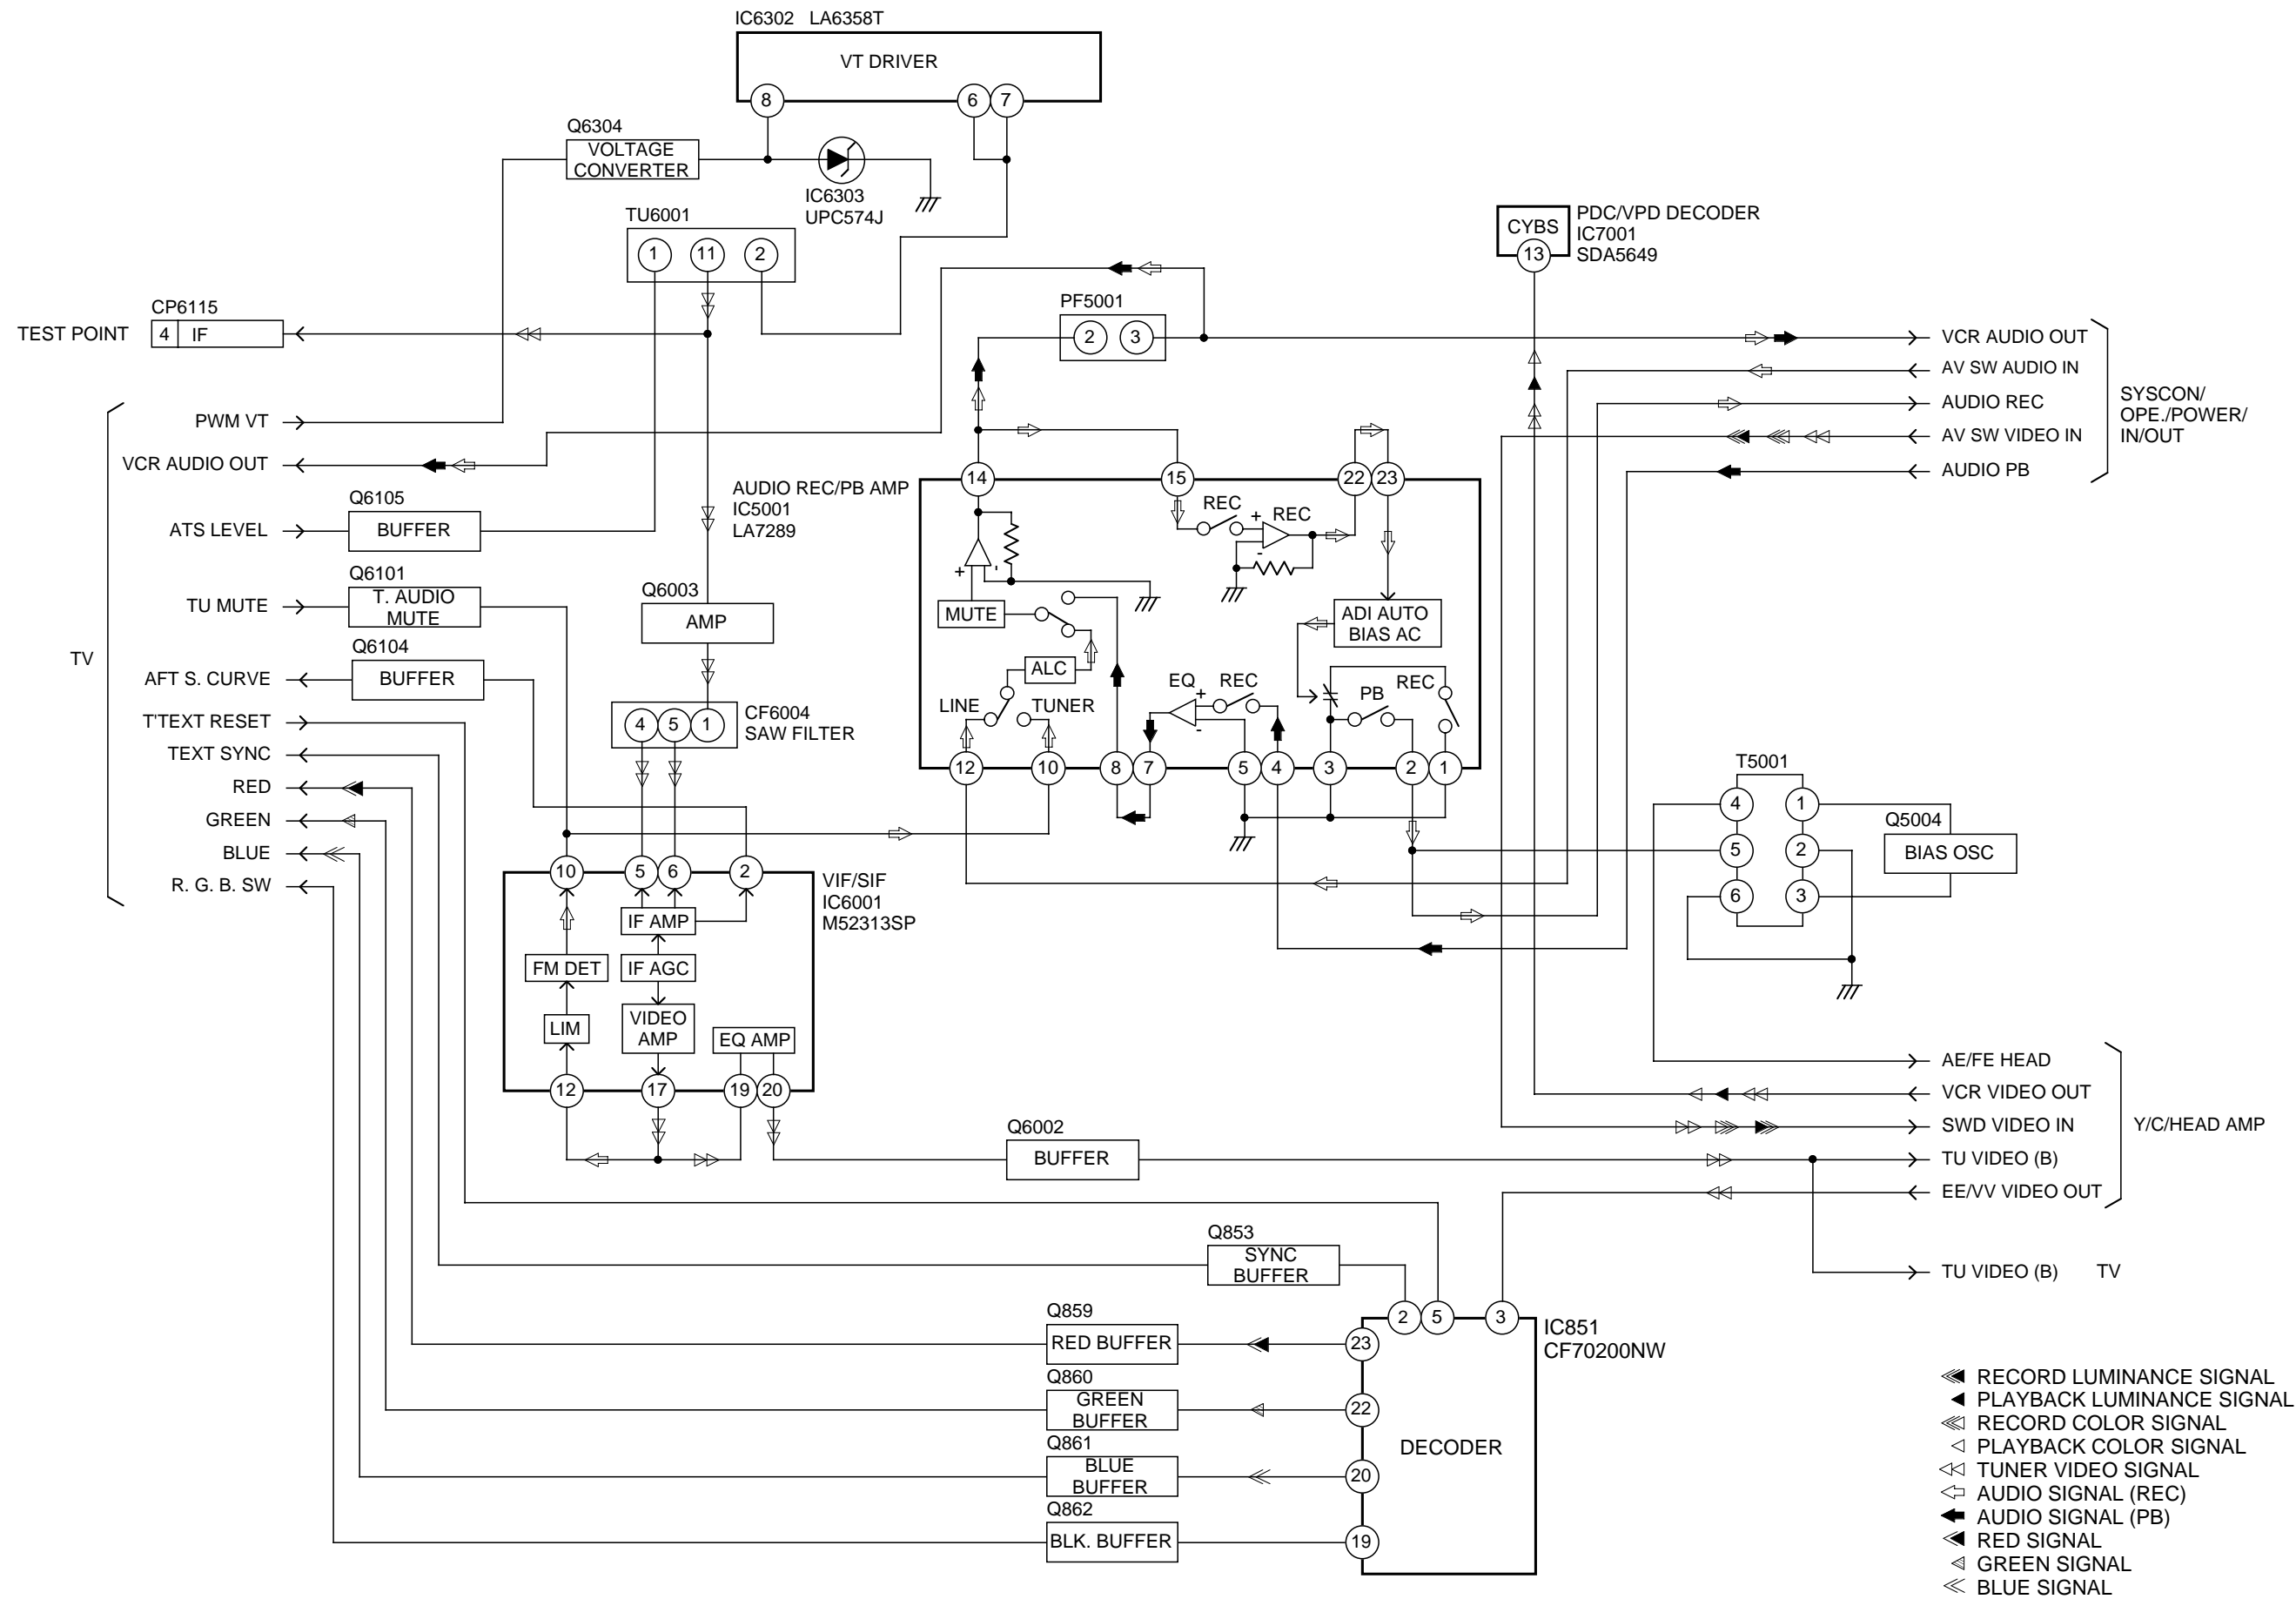 IC6302 LA6358T
VT DRIVER
8
6
7
Q6304
VOLTAGE
CONVERTER
IC6303
UPC574J
TU6001
1
11
2
CP6115
TEST POINT
4
IF
PF5001
2
3
CYBS
13
PDC/VPD DECODER
IC7001
SDA5649
TV
PWM VT
VCR AUDIO OUT
ATS LEVEL
TU MUTE
AFT S. CURVE
T'TEXT RESET
TEXT SYNC
RED
GREEN
BLUE
R. G. B. SW
Q6105
BUFFER
Q6101
T. AUDIO
MUTE
Q6104
BUFFER
Q6003
AMP
4
5
1
CF6004
SAW FILTER
AUDIO REC/PB AMP
IC5001
LA7289
14
15
22
23
REC
+
REC
-
+
-
MUTE
ADI AUTO
BIAS AC
ALC
LINE
TUNER
EQ
+
REC
-
PB
REC
12
10
8
7
5
4
3
2
1
VCR AUDIO OUT
AV SW AUDIO IN
AUDIO REC
AV SW VIDEO IN
AUDIO PB
SYSCON/
OPE./POWER/
IN/OUT
T5001
4
1
5
2
6
3
Q5004
BIAS OSC
10
5
6
2
VIF/SIF
IC6001
M52313SP
IF AMP
FM DET
IF AGC
LIM
VIDEO
AMP
EQ AMP
12
17
19
20
Q6002
BUFFER
AE/FE HEAD
VCR VIDEO OUT
SWD VIDEO IN
TU VIDEO (B)
EE/VV VIDEO OUT
Y/C/HEAD AMP
TU VIDEO (B)
TV
Q853
SYNC
BUFFER
2
5
3
IC851
CF70200NW
DECODER
Q859
RED BUFFER
23
Q860
GREEN
BUFFER
22
Q861
BLUE
BUFFER
20
Q862
BLK. BUFFER
19
RECORD LUMINANCE SIGNAL
PLAYBACK LUMINANCE SIGNAL
RECORD COLOR SIGNAL
PLAYBACK COLOR SIGNAL
TUNER VIDEO SIGNAL
AUDIO SIGNAL (REC)
AUDIO SIGNAL (PB)
RED SIGNAL
GREEN SIGNAL
BLUE SIGNAL